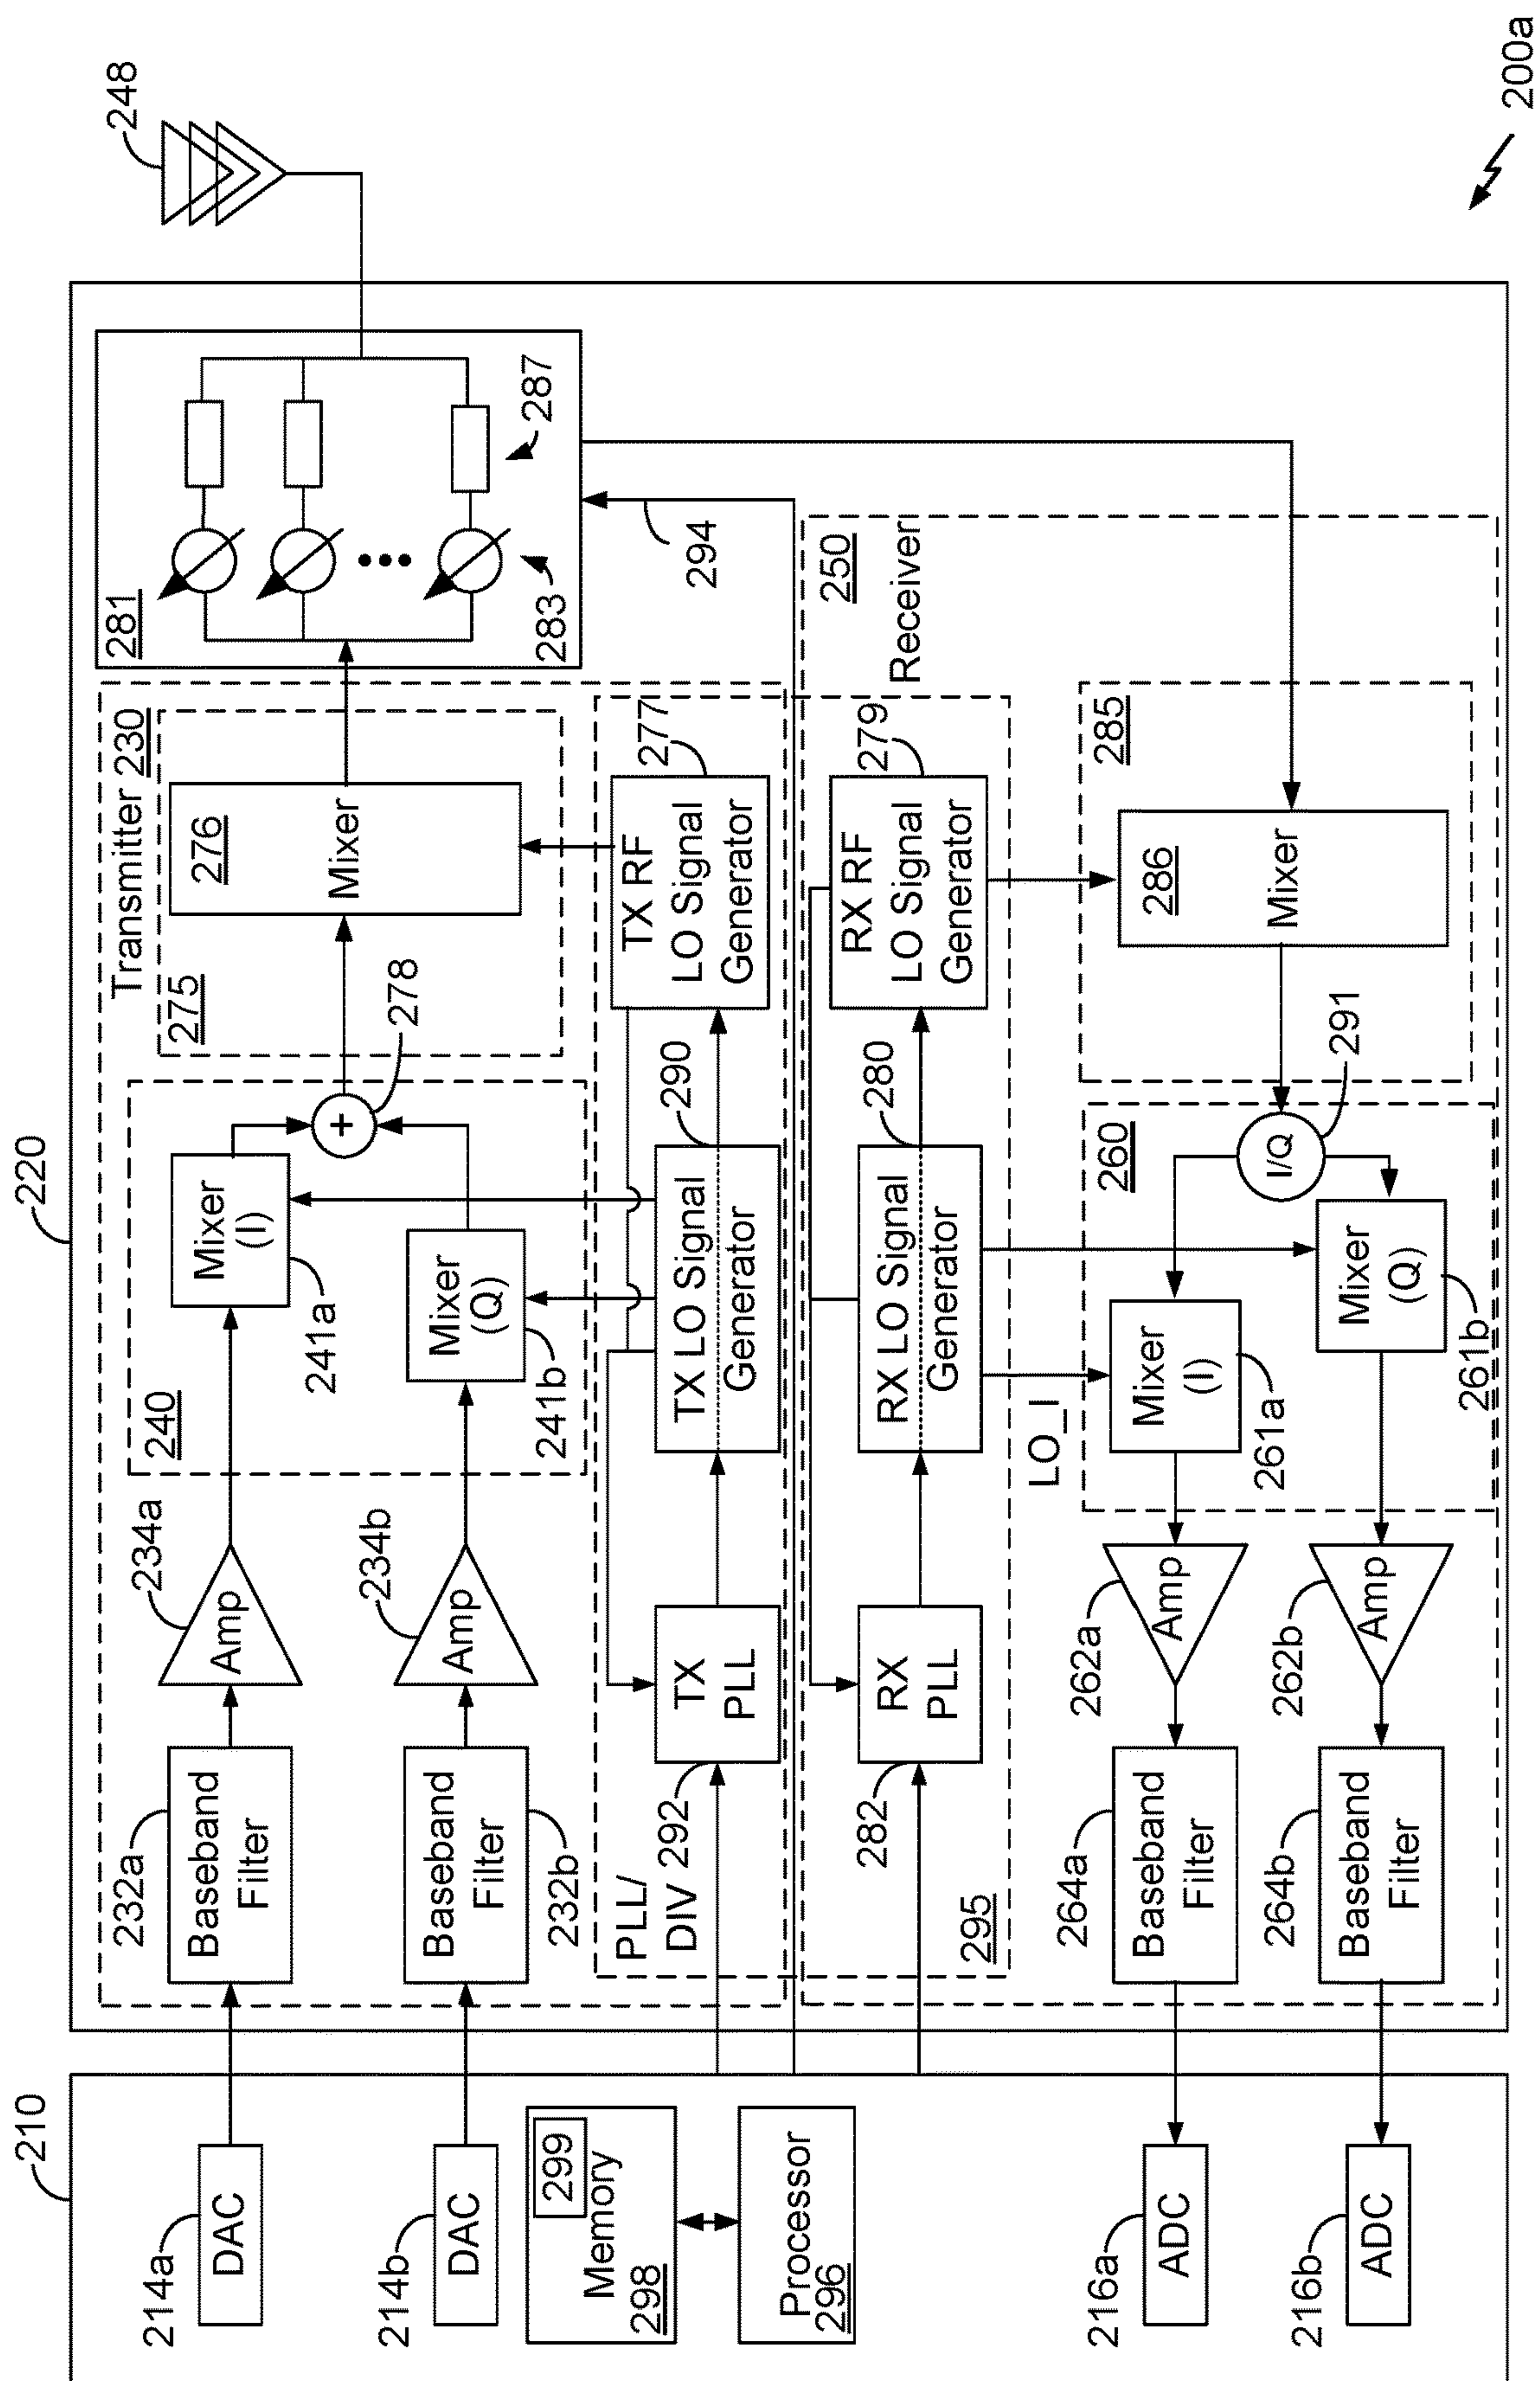 200a
220
210
248
281
283
287
294
Transmitter 230
275
276
Mixer
278
240
Mixer
(I)
241a
Mixer
(Q)
241b
234a
Amp
234b
Amp
232a
Baseband
Filter
232b
Baseband
Filter
214a
DAC
214b
DAC
299
Memory
298
Processor
296
PLL/
DIV
292
TX
PLL
290
TX LO Signal
Generator
277
TX RF
LO Signal
Generator
295
282
RX
PLL
280
RX LO Signal
Generator
279
RX RF
LO Signal
Generator
250
Receiver
285
286
Mixer
291
I/Q
260
LO_I
Mixer
(I)
261a
Mixer
(Q)
261b
262a
Amp
262b
Amp
264a
Baseband
Filter
264b
Baseband
Filter
216a
ADC
216b
ADC